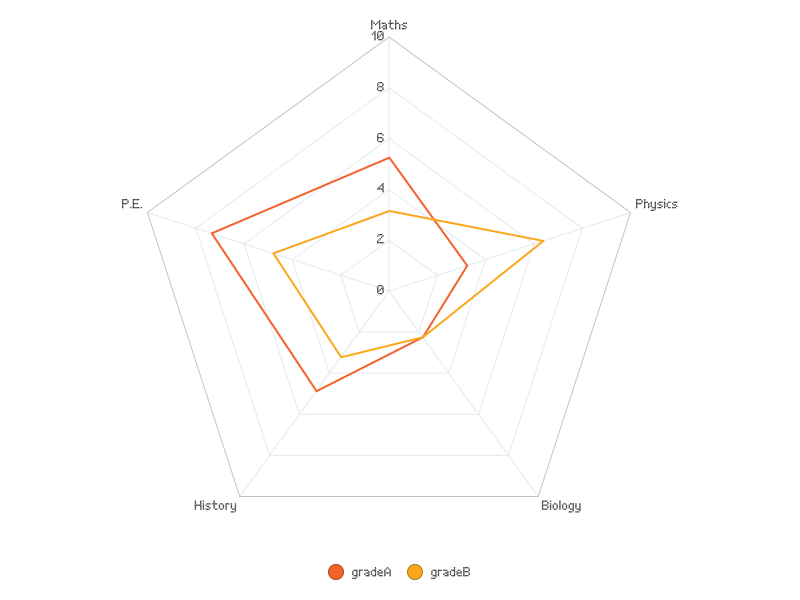 Maths
10
8
6
4
2
0
P.E.
Physics
History
Biology
gradeA
gradeB